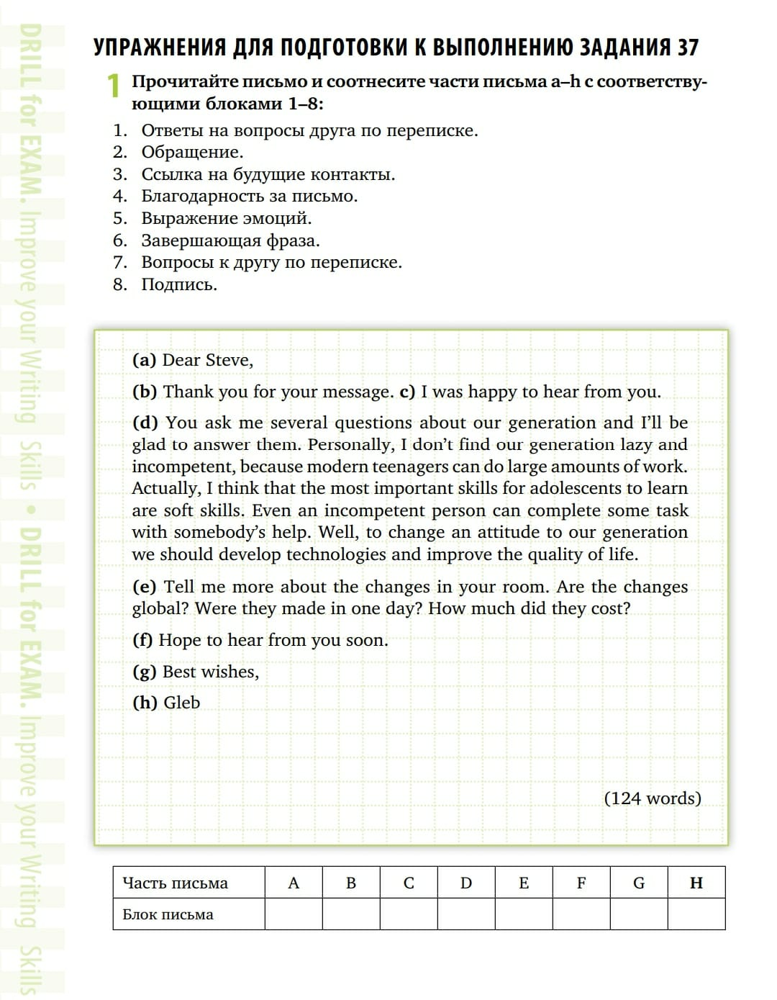 DRILL for EXAM. Improve your Writing Skills • DRILL for EXAM. Improve your Writing Skills
УПРАЖНЕНИЯ ДЛЯ ПОДГОТОВКИ К ВЫПОЛНЕНИЮ ЗАДАНИЯ 37
1 Прочитайте письмо и соотнесите части письма a–h с соответству-
ющими блоками 1–8:
1. Ответы на вопросы друга по переписке.
2. Обращение.
3. Ссылка на будущие контакты.
4. Благодарность за письмо.
5. Выражение эмоций.
6. Завершающая фраза.
7. Вопросы к другу по переписке.
8. Подпись.
(a) Dear Steve,
(b) Thank you for your message. c) I was happy to hear from you.
(d) You ask me several questions about our generation and I’ll be
glad to answer them. Personally, I don’t find our generation lazy and
incompetent, because modern teenagers can do large amounts of work.
Actually, I think that the most important skills for adolescents to learn
are soft skills. Even an incompetent person can complete some task
with somebody’s help. Well, to change an attitude to our generation
we should develop technologies and improve the quality of life.
(e) Tell me more about the changes in your room. Are the changes
global? Were they made in one day? How much did they cost?
(f) Hope to hear from you soon.
(g) Best wishes,
(h) Gleb
(124 words)
Часть письма A B C D E F G H
Блок письма